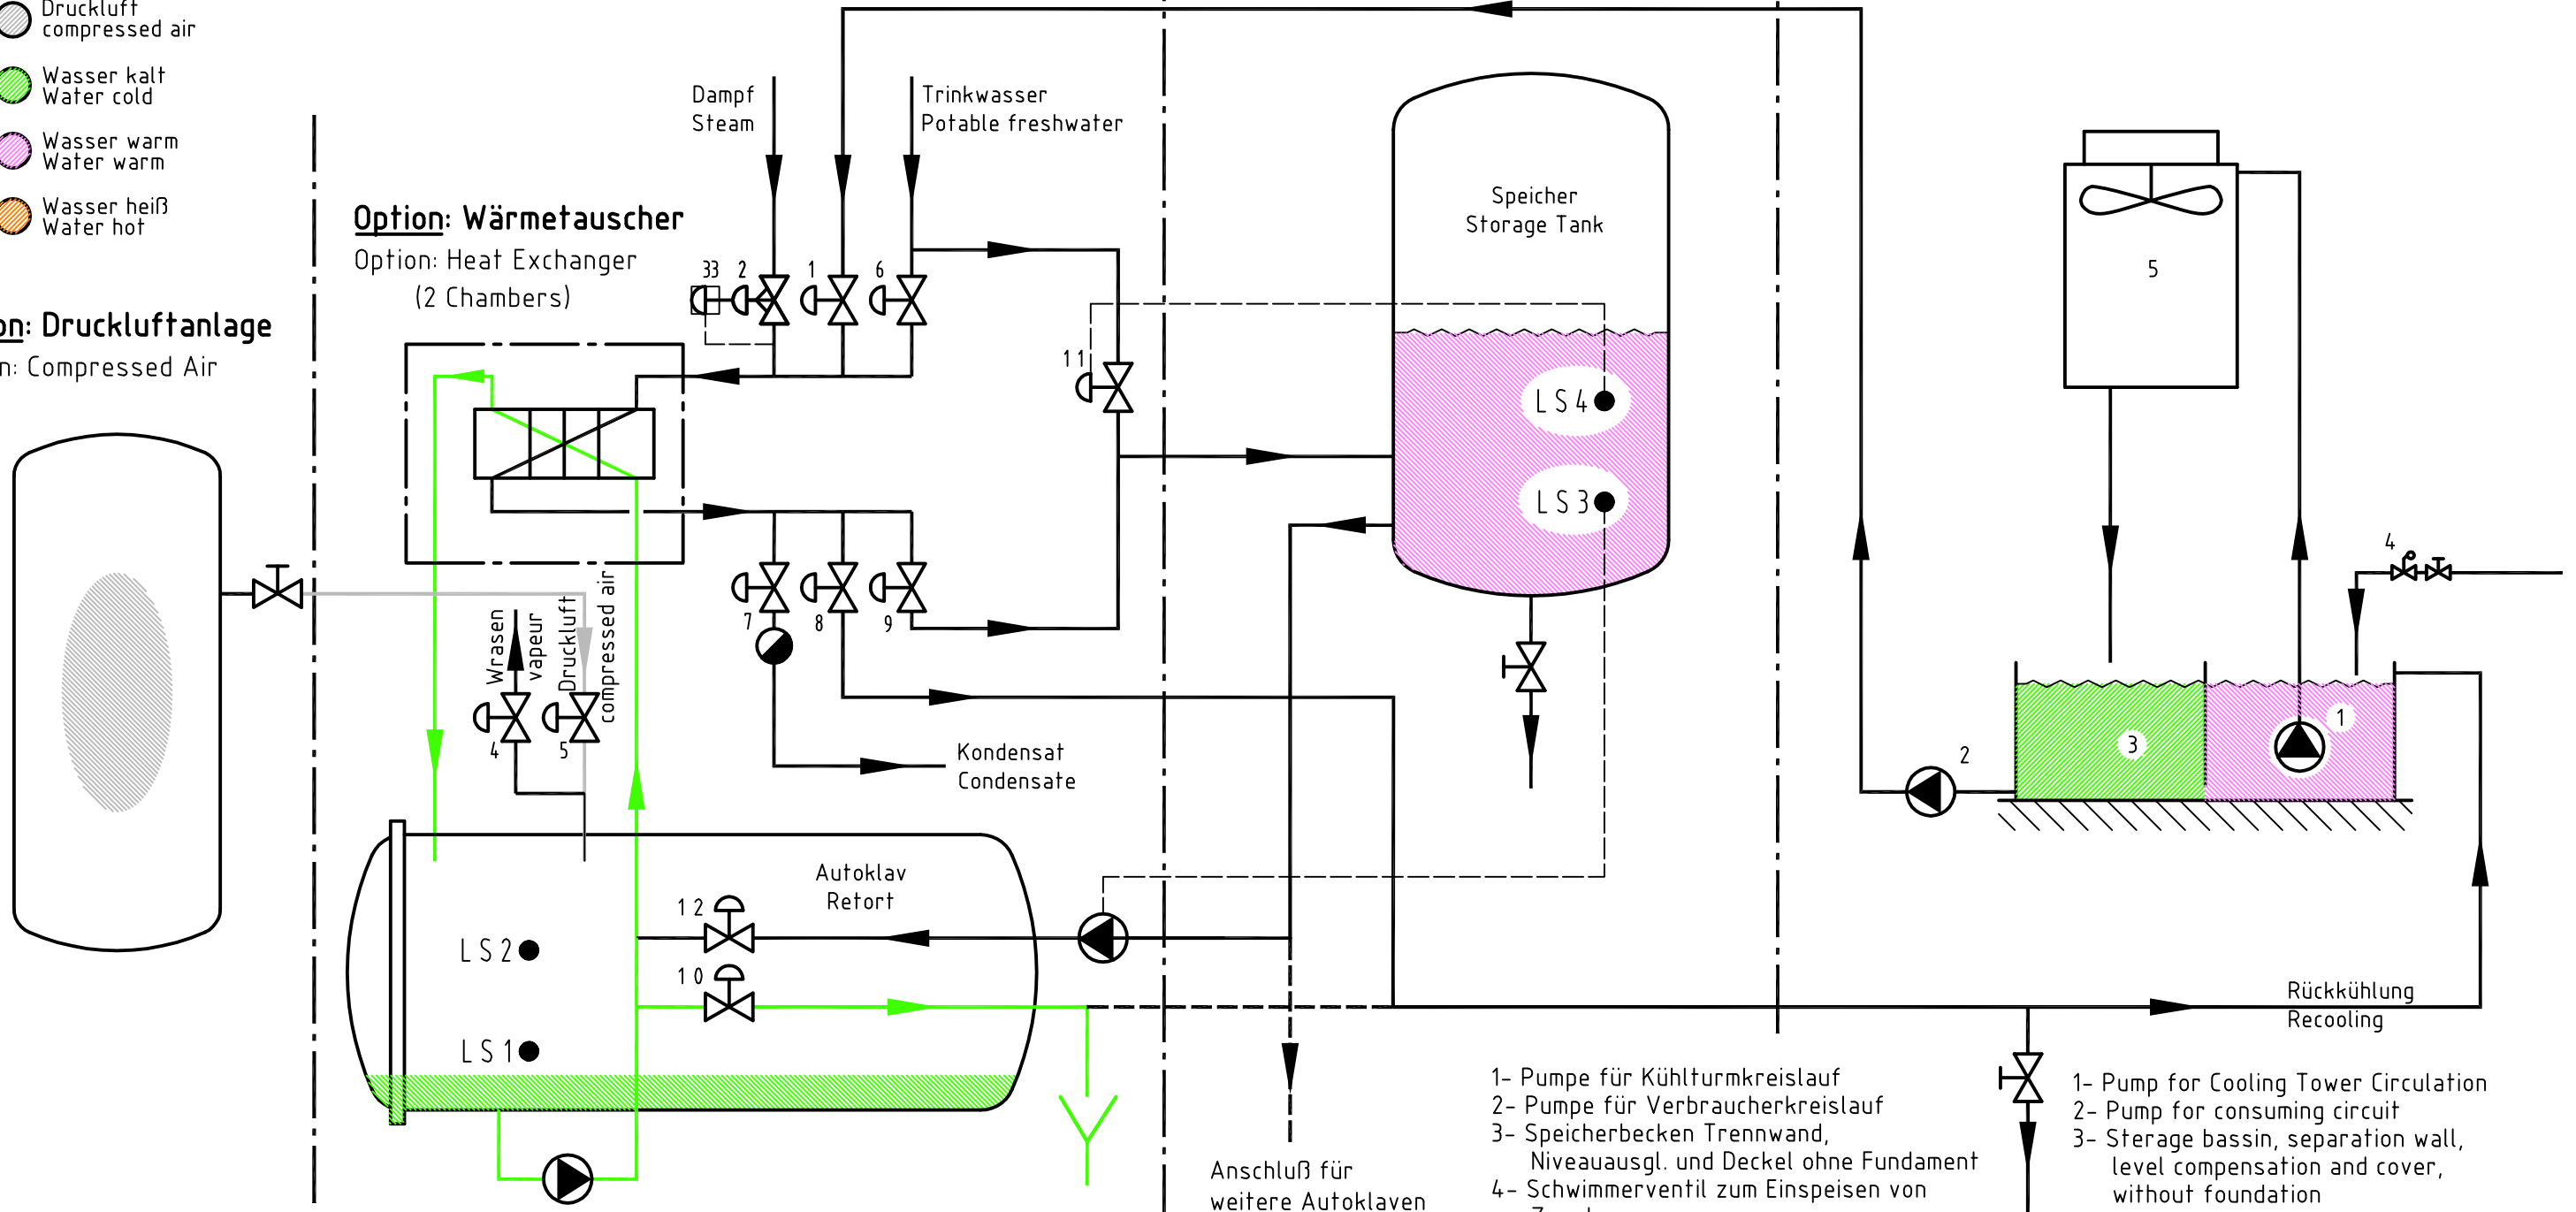 Druckluft
compressed air
Wasser kalt
Water cold
Wasser warm
Water warm
Wasser heiß
Water hot
on: Druckluftanlage
n: Compressed Air
Dampf
Steam
Trinkwasser
Potable freshwater
Option: Wärmetauscher
Option: Heat Exchanger
(2 Chambers)
33
2
1
6
11
Speicher
Storage Tank
LS4
LS3
5
4
7
8
9
Wrasen
vapeur
Druckluft
compressed air
4
5
Kondensat
Condensate
3
1
2
Autoklav
Retort
12
10
LS2
LS1
Rückkühlung
Recooling
Anschluß für
weitere Autoklaven
1- Pumpe für Kühlturmkreislauf
2- Pumpe für Verbraucherkreislauf
3- Speicherbecken Trennwand,
Niveauausgl. und Deckel ohne Fundament
4- Schwimmerventil zum Einspeisen von
1- Pump for Cooling Tower Circulation
2- Pump for consuming circuit
3- Sterage bassin, separation wall,
level compensation and cover,
without foundation